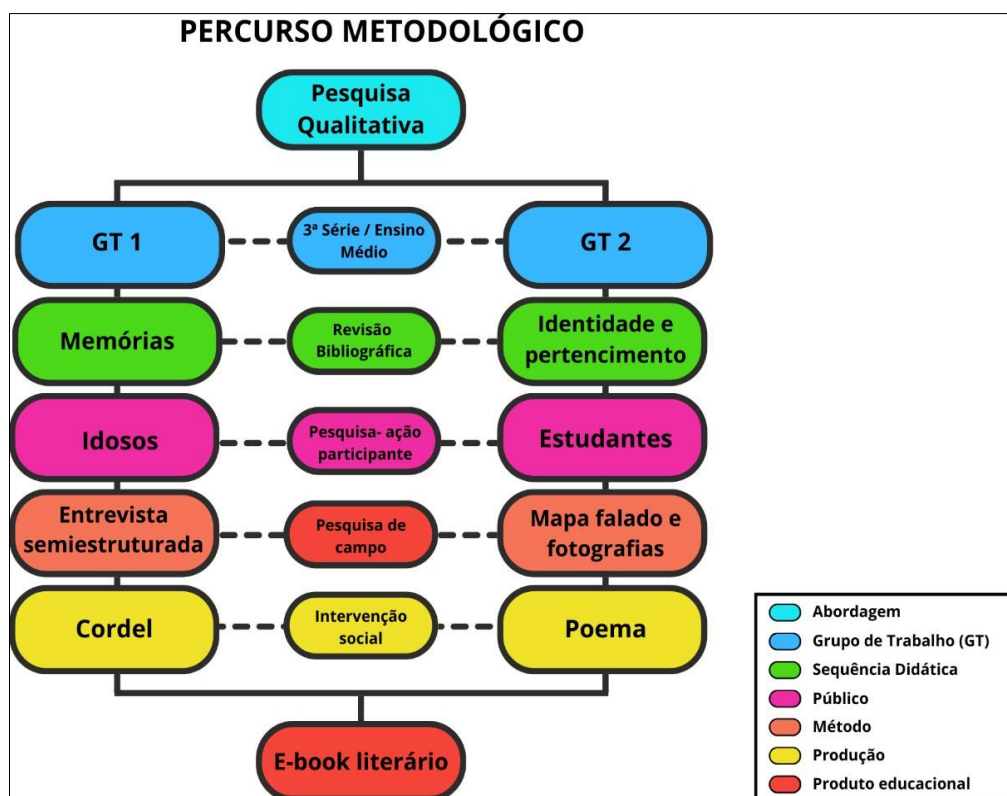 PERCURSO METODOLÓGICO
Pesquisa
Qualitativa
GT 1
3ª Série / Ensino
Médio
GT 2
Memórias
Revisão
Bibliográfica
Identidade e
pertencimento
Idosos
Pesquisa- ação
participante
Estudantes
Entrevista
semiestruturada
Pesquisa de
campo
Mapa falado e
fotografias
Cordel
Intervenção
social
Poema
E-book literário
Abordagem
Grupo de Trabalho (GT)
Sequência Didática
Público
Método
Produção
Produto educacional